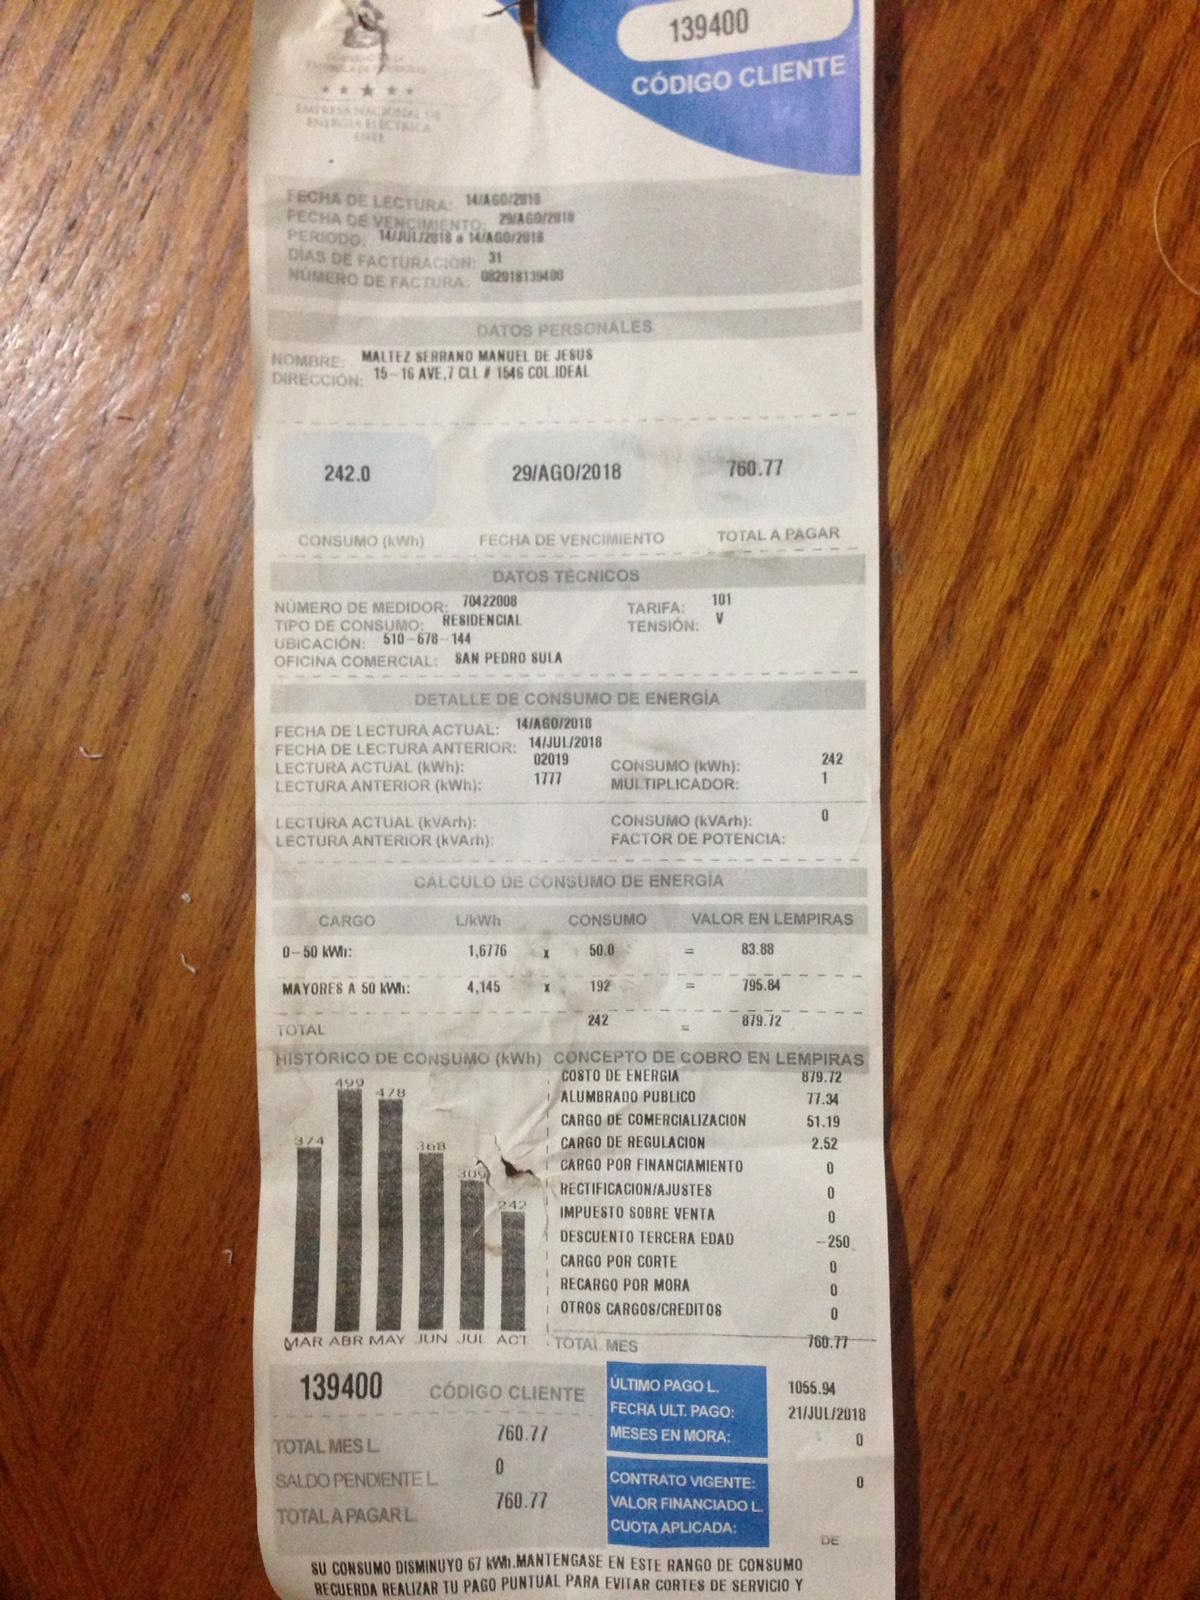 139400
CÓDIGO CLIENTE
EMPRESA NACIONAL DE
ENERGÍA ELÉCTRICA
ENEE
FECHA DE LECTURA: 14/AGO/2018
FECHA DE VENCIMIENTO: 29/AGO/2018
PERIODO: 14/JUL/2018 a 14/AGO/2018
DIAS DE FACTURACION: 31
NÚMERO DE FACTURA: 082018139400
DATOS PERSONALES
NOMBRE: MALTEZ SERRANO MANUEL DE JESUS
DIRECCIÓN: 15-16 AVE,7 CLL # 1546 COL.IDEAL
242.0 29/AGO/2018 760.77
CONSUMO (kWh) FECHA DE VENCIMIENTO TOTAL A PAGAR
DATOS TÉCNICOS
NÚMERO DE MEDIDOR: 70422008 TARIFA: 101
TIPO DE CONSUMO: RESIDENCIAL TENSIÓN: V
UBICACIÓN: 510-678-144
OFICINA COMERCIAL: SAN PEDRO SULA
DETALLE DE CONSUMO DE ENERGÍA
FECHA DE LECTURA ACTUAL: 14/AGO/2018
FECHA DE LECTURA ANTERIOR: 14/JUL/2018
LECTURA ACTUAL (kWh): 02019 CONSUMO (kWh): 242
LECTURA ANTERIOR (kWh): 1777 MULTIPLICADOR: 1
LECTURA ACTUAL (kVArh): CONSUMO (kVArh): 0
LECTURA ANTERIOR (kVArh): FACTOR DE POTENCIA:
CÁLCULO DE CONSUMO DE ENERGÍA
CARGO L/kWh CONSUMO VALOR EN LEMPIRAS
0-50 kWh: 1,6776 x 50.0 = 83.88
MAYORES A 50 kWh: 4,145 x 192 = 795.84
TOTAL 242 = 879.72
HISTÓRICO DE CONSUMO (kWh) CONCEPTO DE COBRO EN LEMPIRAS
374 499 478 368 309 242
MAR ABR MAY JUN JUL ACT
COSTO DE ENERGIA 879.72
ALUMBRADO PUBLICO 77.34
CARGO DE COMERCIALIZACION 51.19
CARGO DE REGULACION 2.52
CARGO POR FINANCIAMIENTO 0
RECTIFICACION/AJUSTES 0
IMPUESTO SOBRE VENTA 0
DESCUENTO TERCERA EDAD -250
CARGO POR CORTE 0
RECARGO POR MORA 0
OTROS CARGOS/CREDITOS 0
TOTAL MES 760.77
139400 CÓDIGO CLIENTE
TOTAL MES L. 760.77
SALDO PENDIENTE L. 0
TOTAL A PAGAR L. 760.77
ÚLTIMO PAGO L. 1055.94
FECHA ULT. PAGO: 21/JUL/2018
MESES EN MORA: 0
CONTRATO VIGENTE: 0
VALOR FINANCIADO L.
CUOTA APLICADA: DE
SU CONSUMO DISMINUYO 67 kWh.MANTENGASE EN ESTE RANGO DE CONSUMO
RECUERDA REALIZAR TU PAGO PUNTUAL PARA EVITAR CORTES DE SERVICIO Y